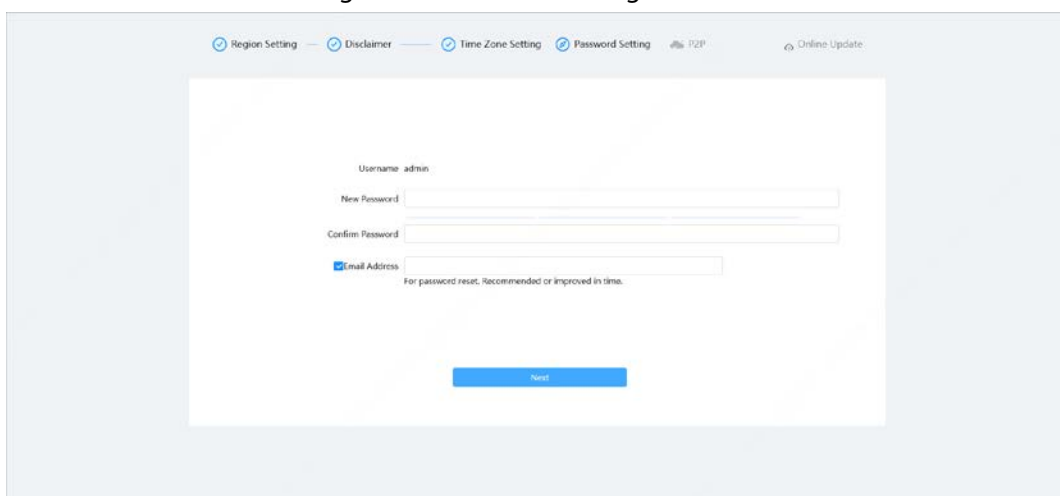 Region Setting Disclaimer Time Zone Setting Password Setting P2P Online Update
Username admin
New Password
Confirm Password
Email Address
For password reset. Recommended or improved in time.
Next